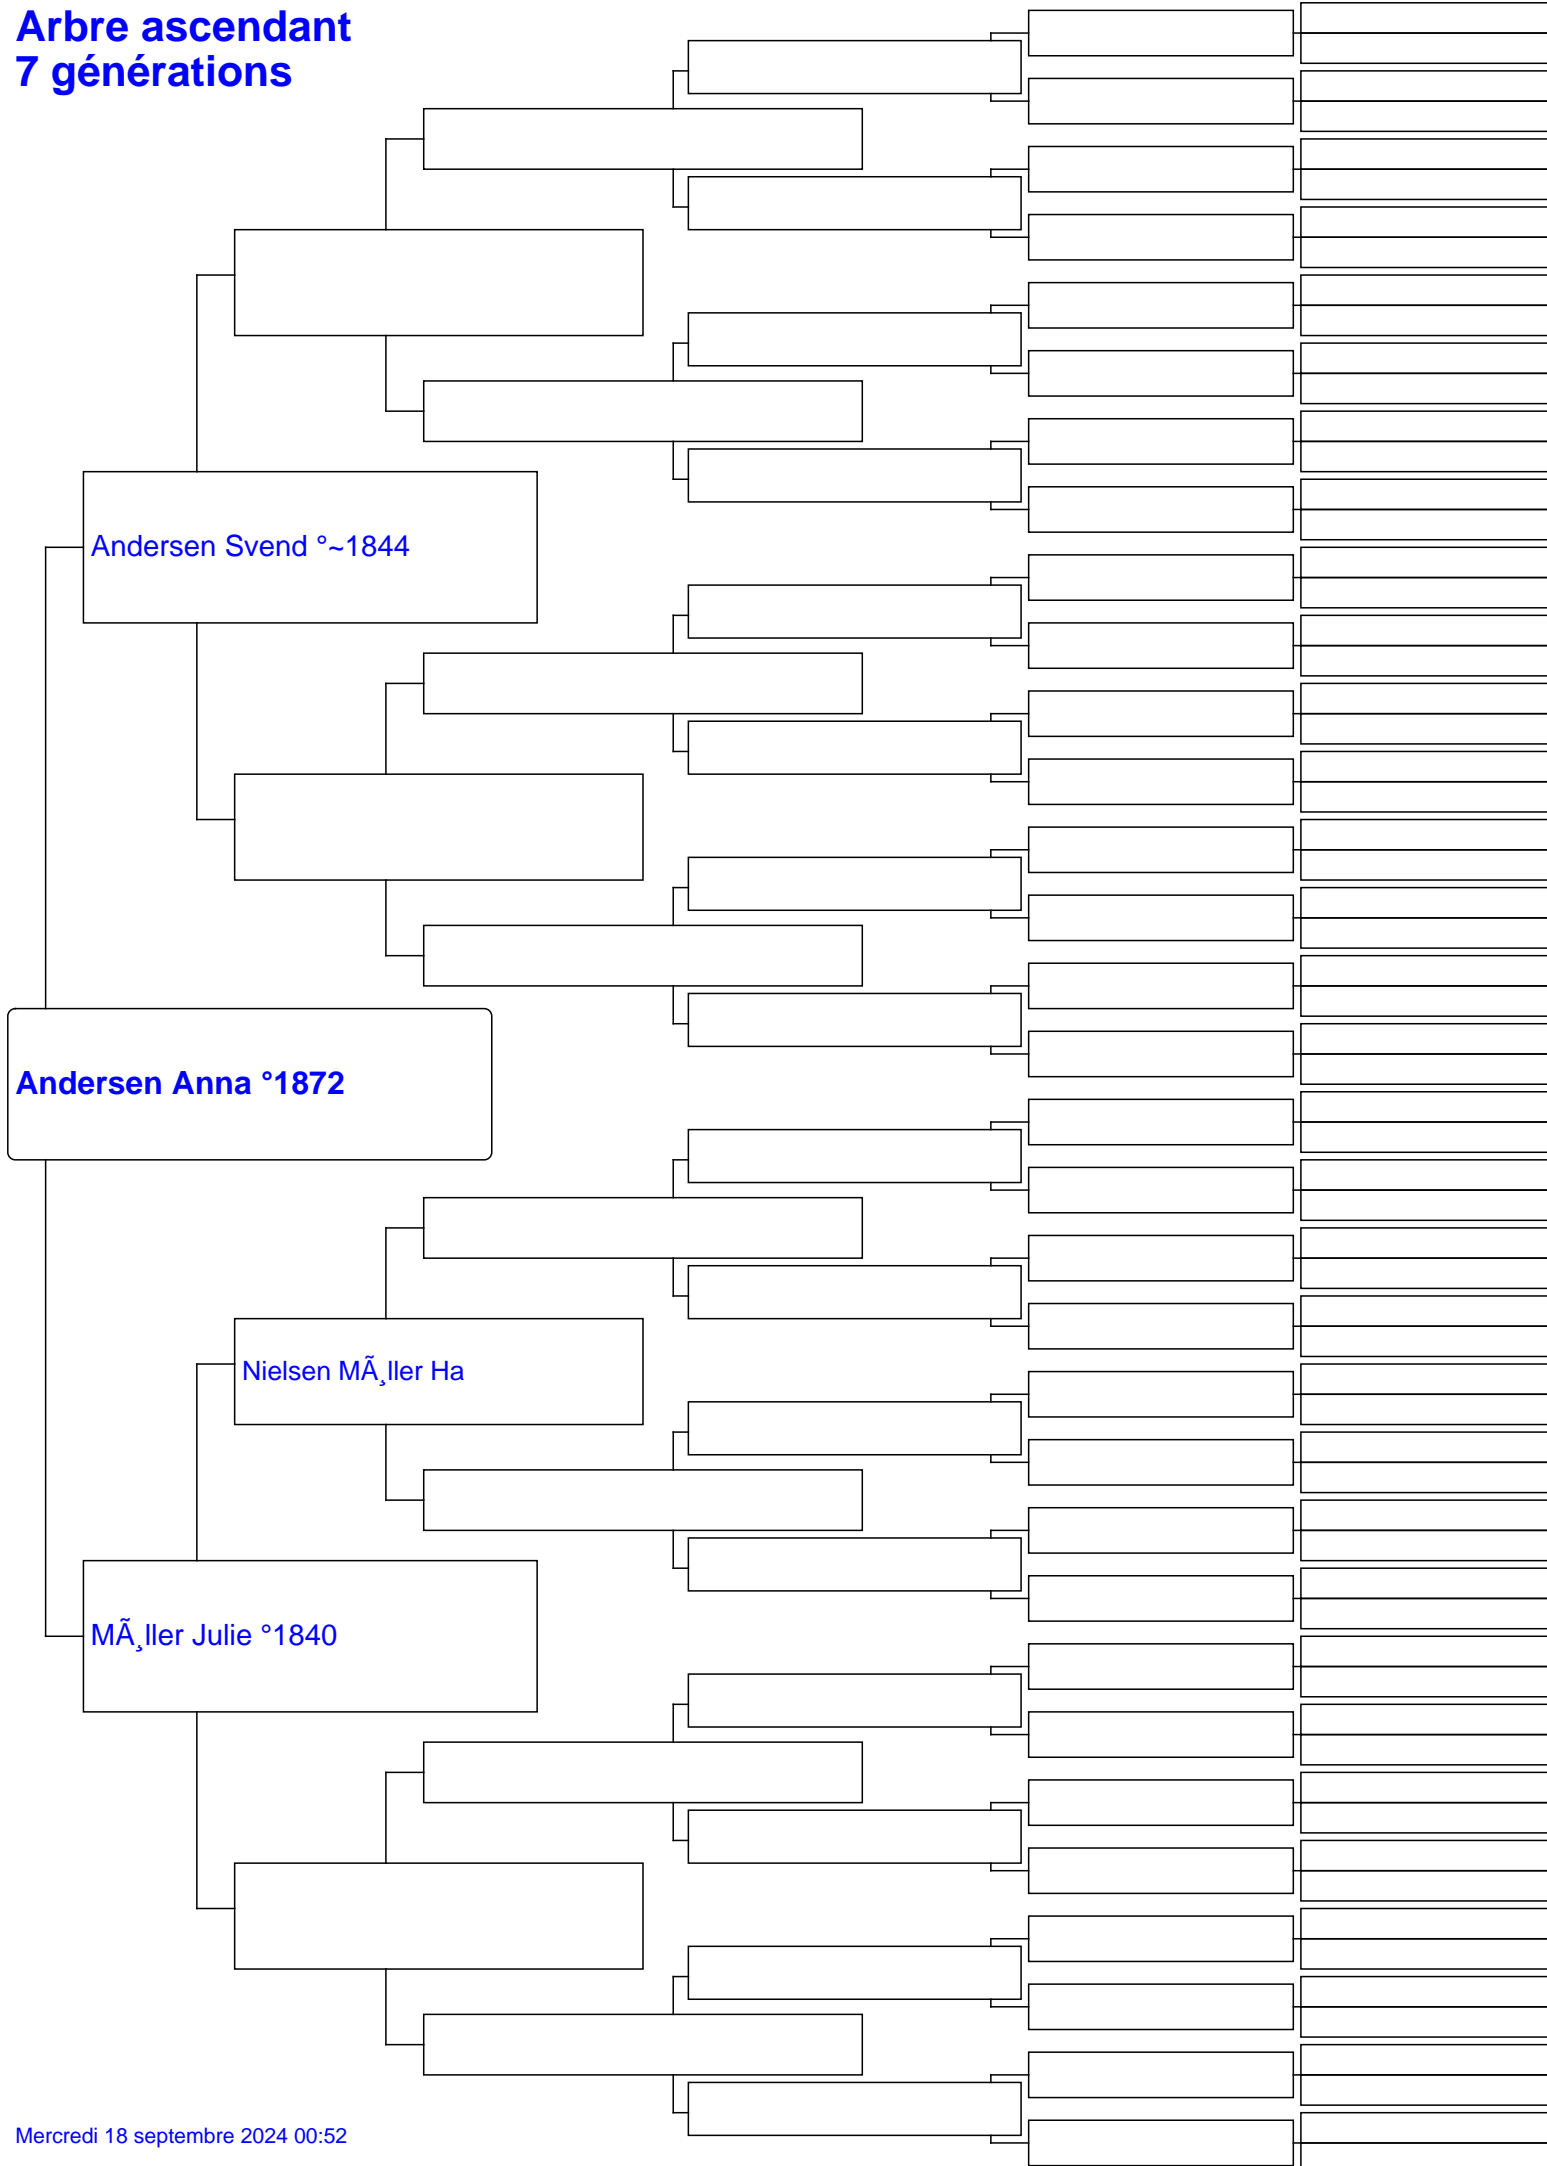 Arbre ascendant
7 générations
Andersen Svend °~1844
Andersen Anna °1872
Nielsen MÃ¸ller Ha
MÃ¸ller Julie °1840
Mercredi 18 septembre 2024 00:52